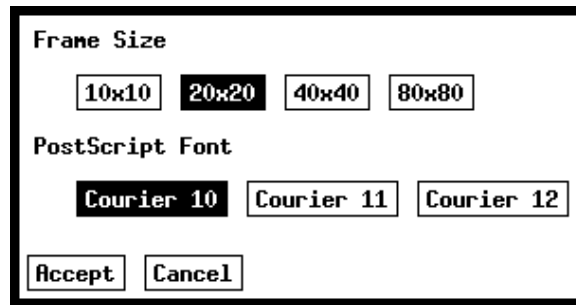 Frame Size
10x10 20x20 40x40 80x80
PostScript Font
Courier 10 Courier 11 Courier 12
Accept Cancel